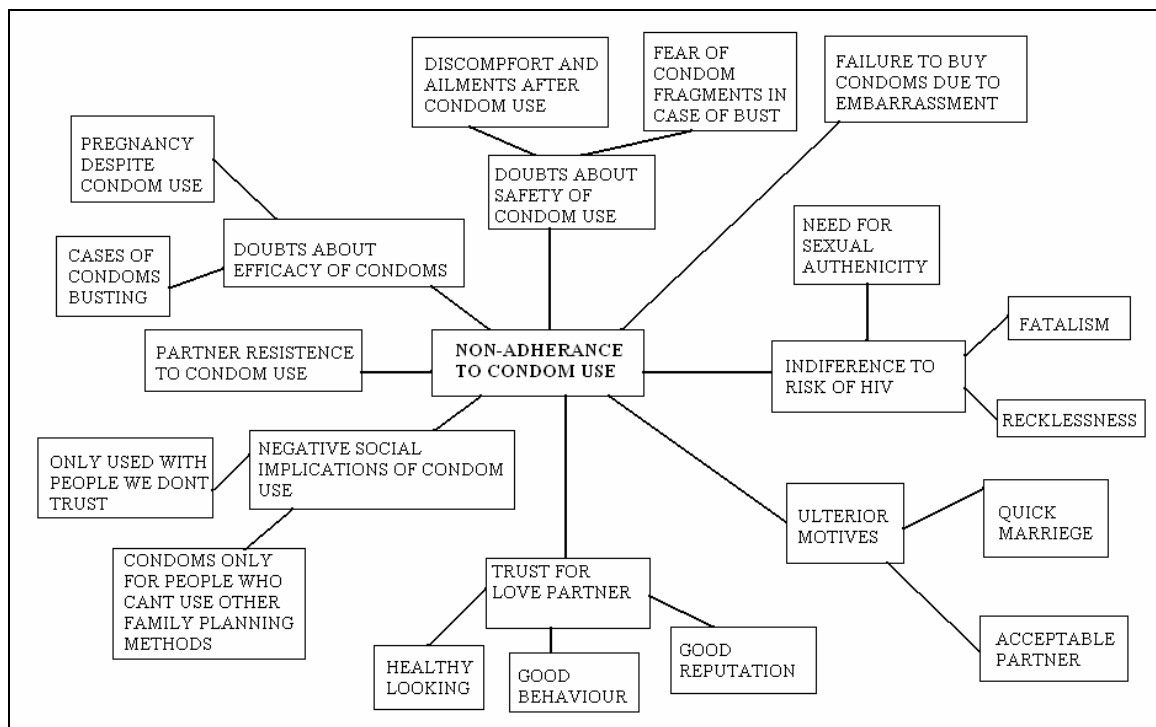 DISCOMPFORT AND
AILMENTS AFTER
CONDOM USE
FEAR OF
CONDOM
FRAGMENTS IN
CASE OF BUST
FAILURE TO BUY
CONDOMS DUE TO
EMBARRASSMENT
PREGNANCY
DESPITE
CONDOM USE
DOUBTS ABOUT
SAFETY OF
CONDOM USE
NEED FOR
SEXUAL
AUTHENICITY
CASES OF
CONDOMS
BUSTING
DOUBTS ABOUT
EFFICACY OF CONDOMS
FATALISM
PARTNER RESISTENCE
TO CONDOM USE
NON-ADHERANCE
TO CONDOM USE
INDIFERENCE TO
RISK OF HIV
RECKLESSNESS
ONLY USED WITH
PEOPLE WE DONT
TRUST
NEGATIVE SOCIAL
IMPLICATIONS OF CONDOM
USE
ULTERIOR
MOTIVES
QUICK
MARRIEGE
CONDOMS ONLY
FOR PEOPLE WHO
CANT USE OTHER
FAMILY PLANNING
METHODS
TRUST FOR
LOVE PARTNER
HEALTHY
LOOKING
GOOD
BEHAVIOUR
GOOD
REPUTATION
ACCEPTABLE
PARTNER